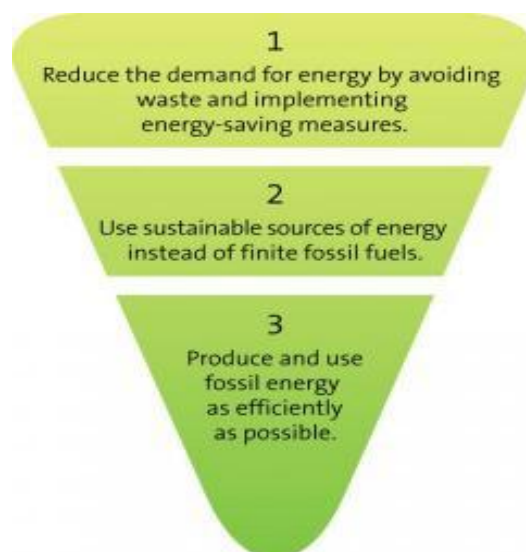 1
Reduce the demand for energy by avoiding
waste and implementing
energy-saving measures.
2
Use sustainable sources of energy
instead of finite fossil fuels.
3
Produce and use
fossil energy
as efficiently
as possible.